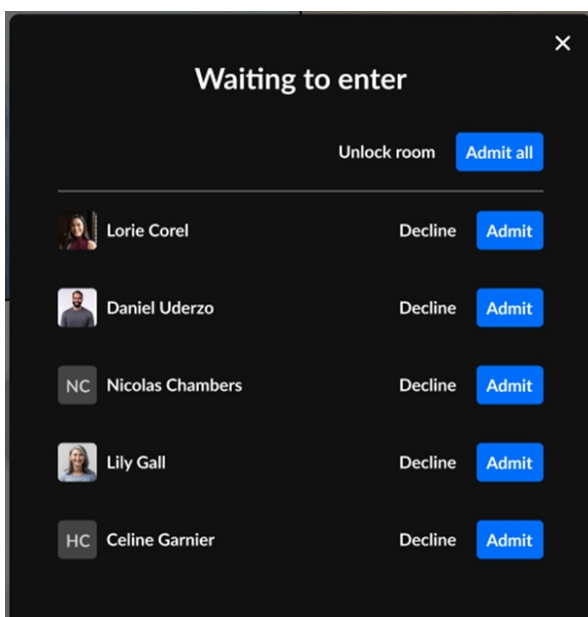 Waiting to enter
Unlock room Admit all
Lorie Corel Decline Admit
Daniel Uderzo Decline Admit
NC Nicolas Chambers Decline Admit
Lily Gall Decline Admit
HC Celine Garnier Decline Admit